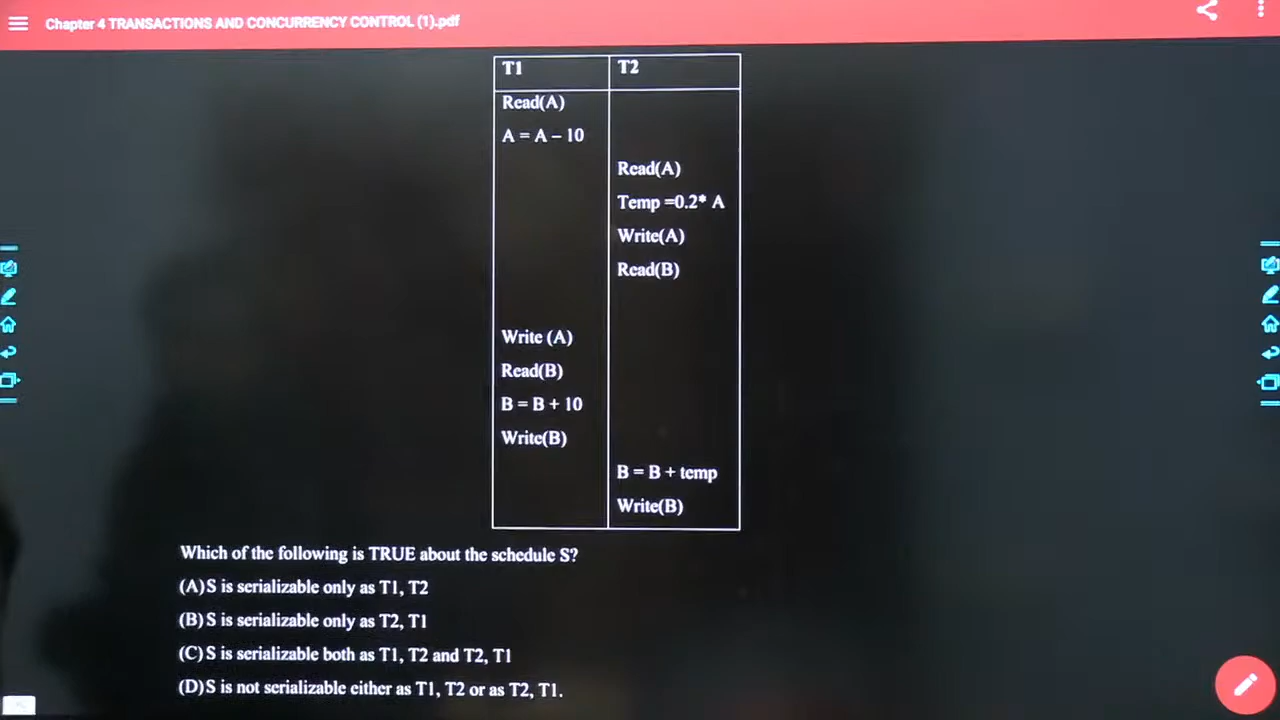 Chapter 4 TRANSACTIONS AND CONCURRENCY CONTROL (1).pdf
T1 T2
Read(A)
A = A – 10
Read(A)
Temp =0.2* A
Write(A)
Read(B)
Write (A)
Read(B)
B = B + 10
Write(B)
B = B + temp
Write(B)
Which of the following is TRUE about the schedule S?
(A)S is serializable only as T1, T2
(B)S is serializable only as T2, T1
(C)S is serializable both as T1, T2 and T2, T1
(D)S is not serializable either as T1, T2 or as T2, T1.